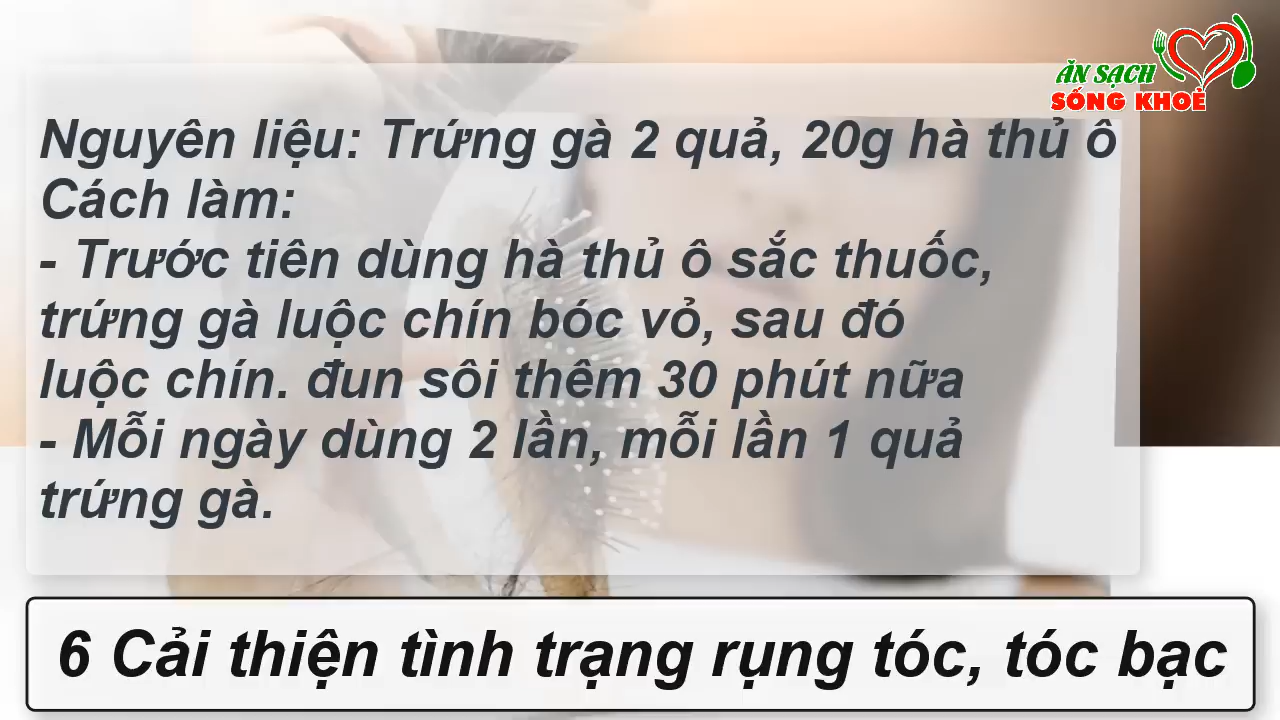 ĂN SẠCH
SỐNG KHOẺ
Nguyên liệu: Trứng gà 2 quả, 20g hà thủ ô
Cách làm:
- Trước tiên dùng hà thủ ô sắc thuốc,
trứng gà luộc chín bóc vỏ, sau đó
luộc chín. đun sôi thêm 30 phút nữa
- Mỗi ngày dùng 2 lần, mỗi lần 1 quả
trứng gà.
6 Cải thiện tình trạng rụng tóc, tóc bạc